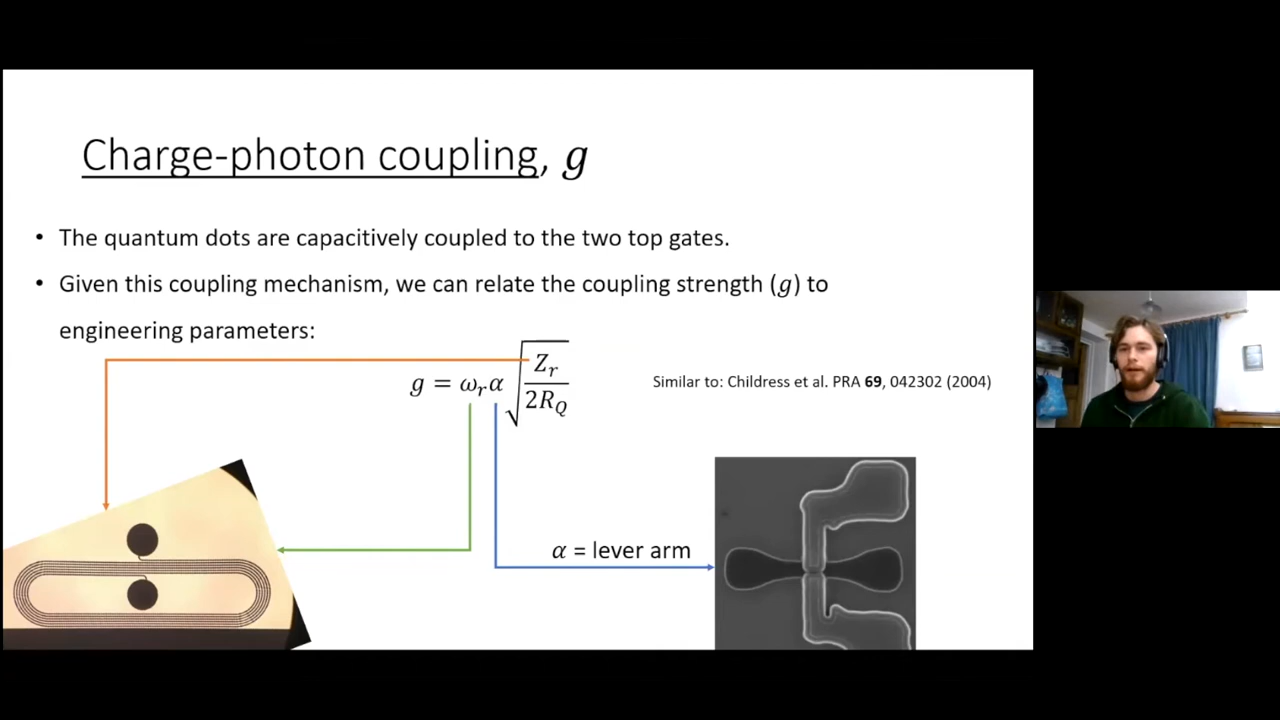 Charge-photon coupling, g
• The quantum dots are capacitively coupled to the two top gates.
• Given this coupling mechanism, we can relate the coupling strength (g) to
engineering parameters:
g = ωᵣα √(Zᵣ / 2R_Q)
Similar to: Childress et al. PRA 69, 042302 (2004)
α = lever arm